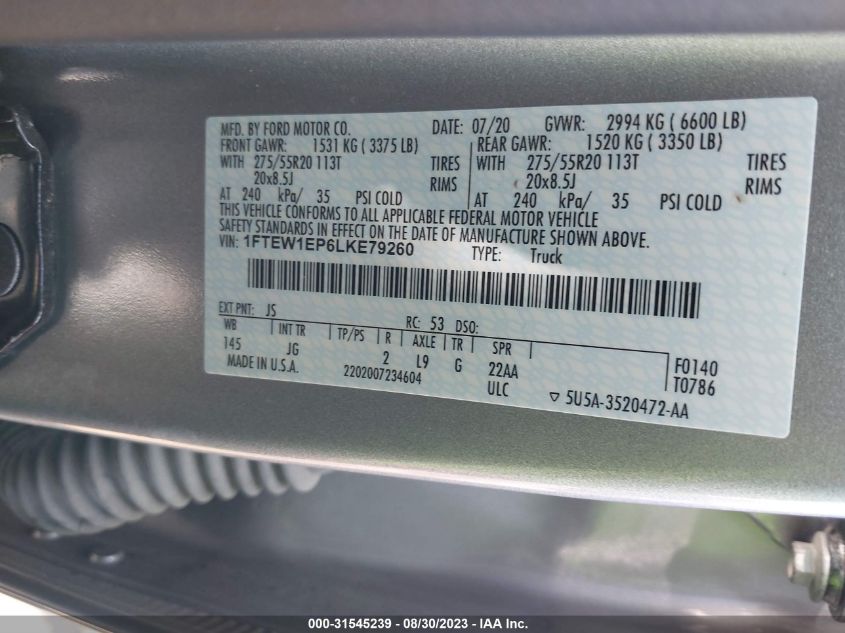 MFD. BY FORD MOTOR CO. DATE: 07/20 GVWR: 2994 KG ( 6600 LB)
FRONT GAWR: 1531 KG ( 3375 LB) REAR GAWR: 1520 KG ( 3350 LB)
WITH 275/55R20 113T TIRES WITH 275/55R20 113T TIRES
20x8.5J RIMS 20x8.5J RIMS
AT 240 kPa/ 35 PSI COLD AT 240 kPa/ 35 PSI COLD
THIS VEHICLE CONFORMS TO ALL APPLICABLE FEDERAL MOTOR VEHICLE
SAFETY STANDARDS IN EFFECT ON THE DATE OF MANUFACTURE SHOWN ABOVE.
VIN: 1FTEW1EP6LKE79260 TYPE: Truck
EXT PNT: JS RC: 53 DSO:
WB INT TR TP/PS R AXLE TR SPR
145 JG 2 L9 G 22AA F0140
MADE IN U.S.A. 2202007234604 ULC T0786
5U5A-3520472-AA
000-31545239 - 08/30/2023 - IAA Inc.